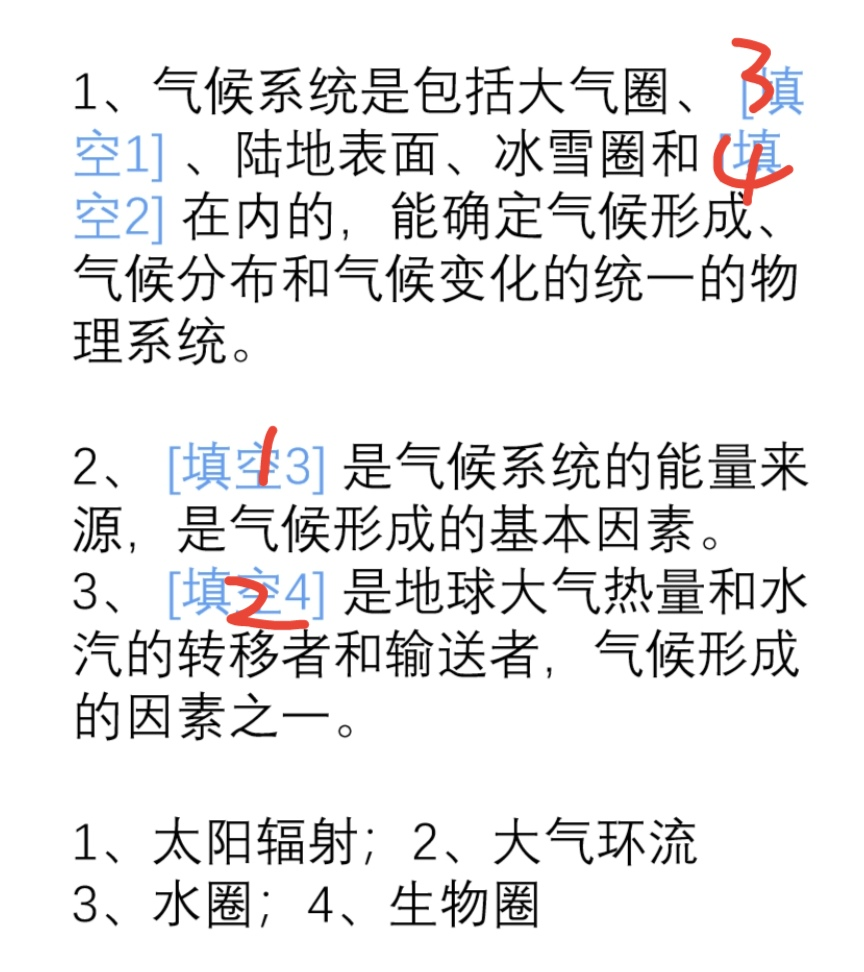 1、气候系统是包括大气圈、 [填 3
空1] 、陆地表面、冰雪圈和 [填 4
空2] 在内的，能确定气候形成、
气候分布和气候变化的统一的物
理系统。
2、 [填空3] 1 是气候系统的能量来
源，是气候形成的基本因素。
3、 [填空4] 2 是地球大气热量和水
汽的转移者和输送者，气候形成
的因素之一。
1、太阳辐射；2、大气环流
3、水圈；4、生物圈